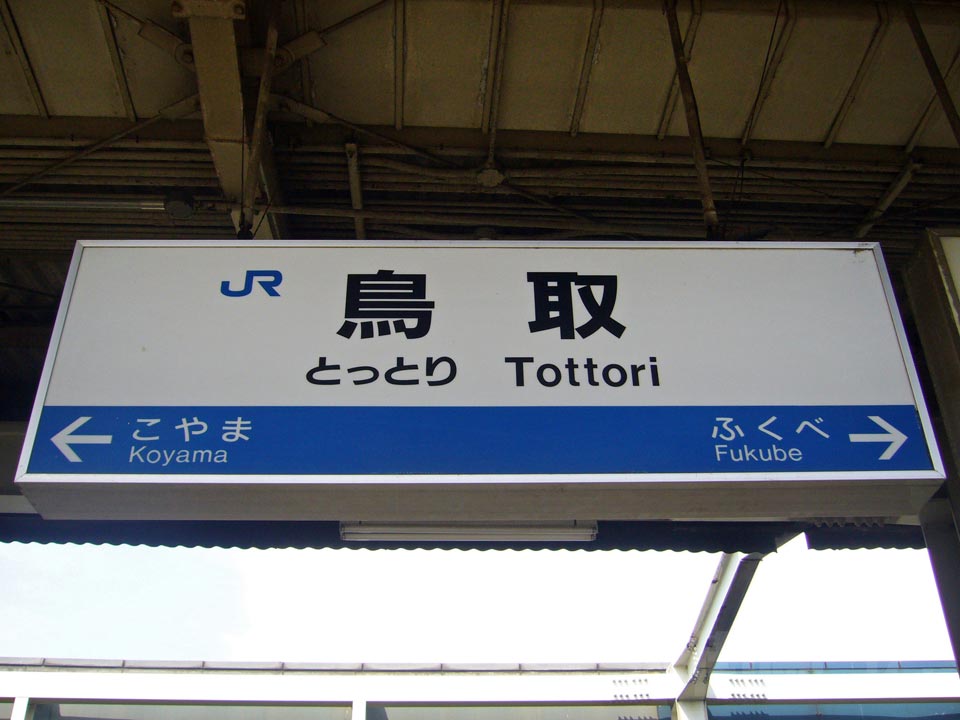 JR 鳥取
とっとり Tottori
← こやま ふくべ →
Koyama Fukube